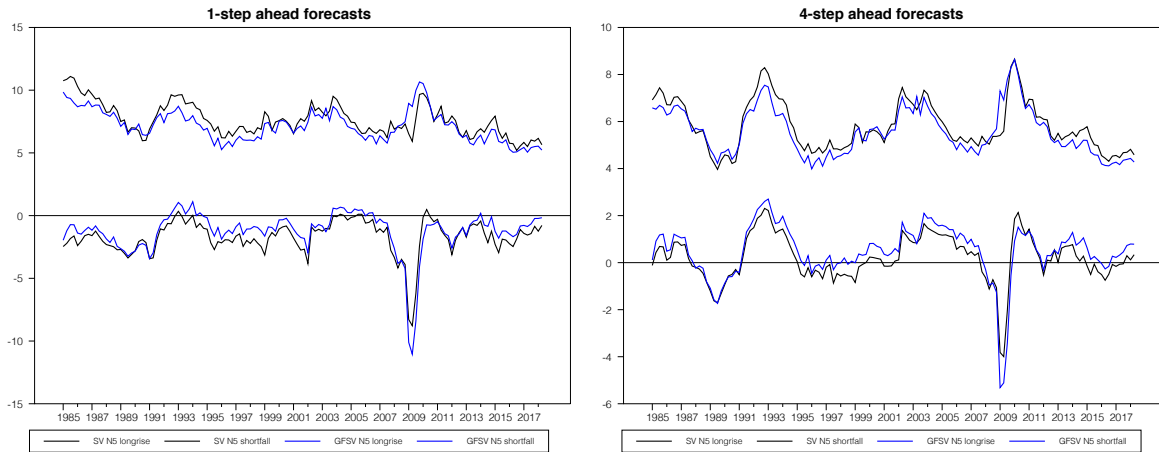 1-step ahead forecasts
15
10
5
0
-5
-10
-15
1985 1987 1989 1991 1993 1995 1997 1999 2001 2003 2005 2007 2009 2011 2013 2015 2017
SV N5 longrise SV N5 shortfall GFSV N5 longrise GFSV N5 shortfall
4-step ahead forecasts
10
8
6
4
2
0
-2
-4
-6
1985 1987 1989 1991 1993 1995 1997 1999 2001 2003 2005 2007 2009 2011 2013 2015 2017
SV N5 longrise SV N5 shortfall GFSV N5 longrise GFSV N5 shortfall